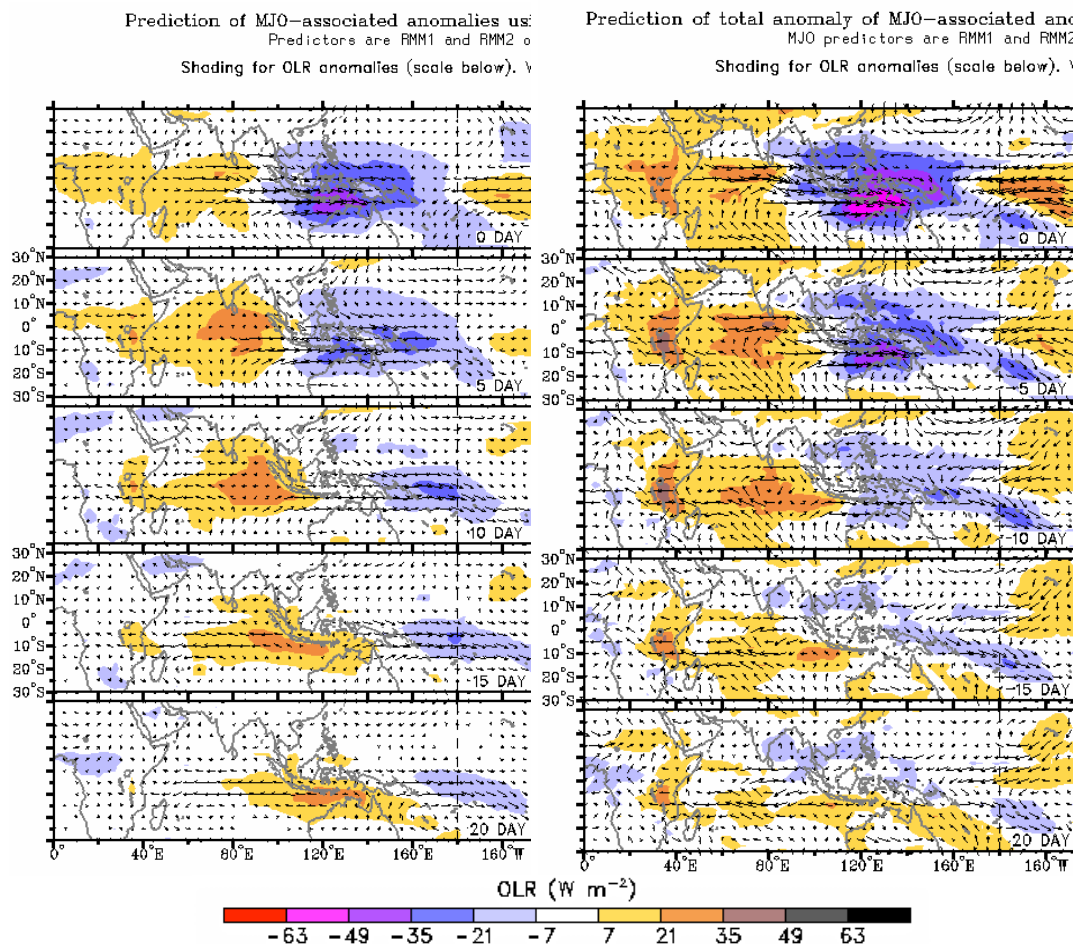 Prediction of MJO-associated anomalies usi
Predictors are RMM1 and RMM2 o
Shading for OLR anomalies (scale below). V
0 DAY
30°N
20°N
10°N
0°
10°S
20°S
30°S
5 DAY
10 DAY
30°N
20°N
10°N
0°
10°S
20°S
30°S
15 DAY
20 DAY
0° 40°E 80°E 120°E 160°E 160°W
Prediction of total anomaly of MJO-associated ano
MJO predictors are RMM1 and RMM2
Shading for OLR anomalies (scale below). V
0 DAY
30°N
20°N
10°N
0°
10°S
20°S
30°S
5 DAY
10 DAY
30°N
20°N
10°N
0°
10°S
20°S
30°S
15 DAY
20 DAY
0° 40°E 80°E 120°E 160°E 160°W
OLR (W m⁻²)
-63 -49 -35 -21 -7 7 21 35 49 63